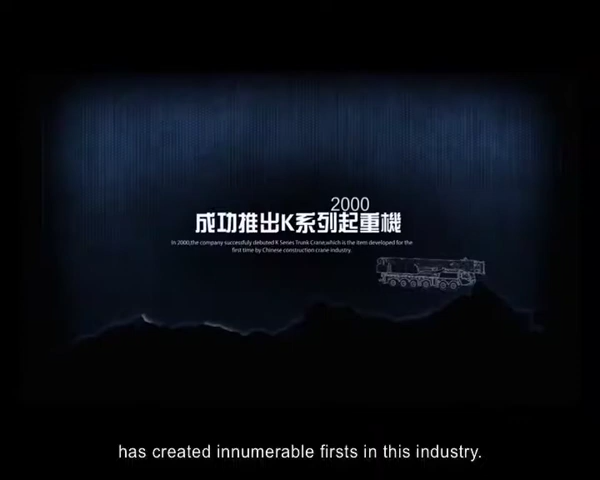 2000
成功推出K系列起重機
In 2000,the company successfuly debuted K Series Trunk Crane,which is the item developed for the
first time by Chinese construction crane industry.
has created innumerable firsts in this industry.